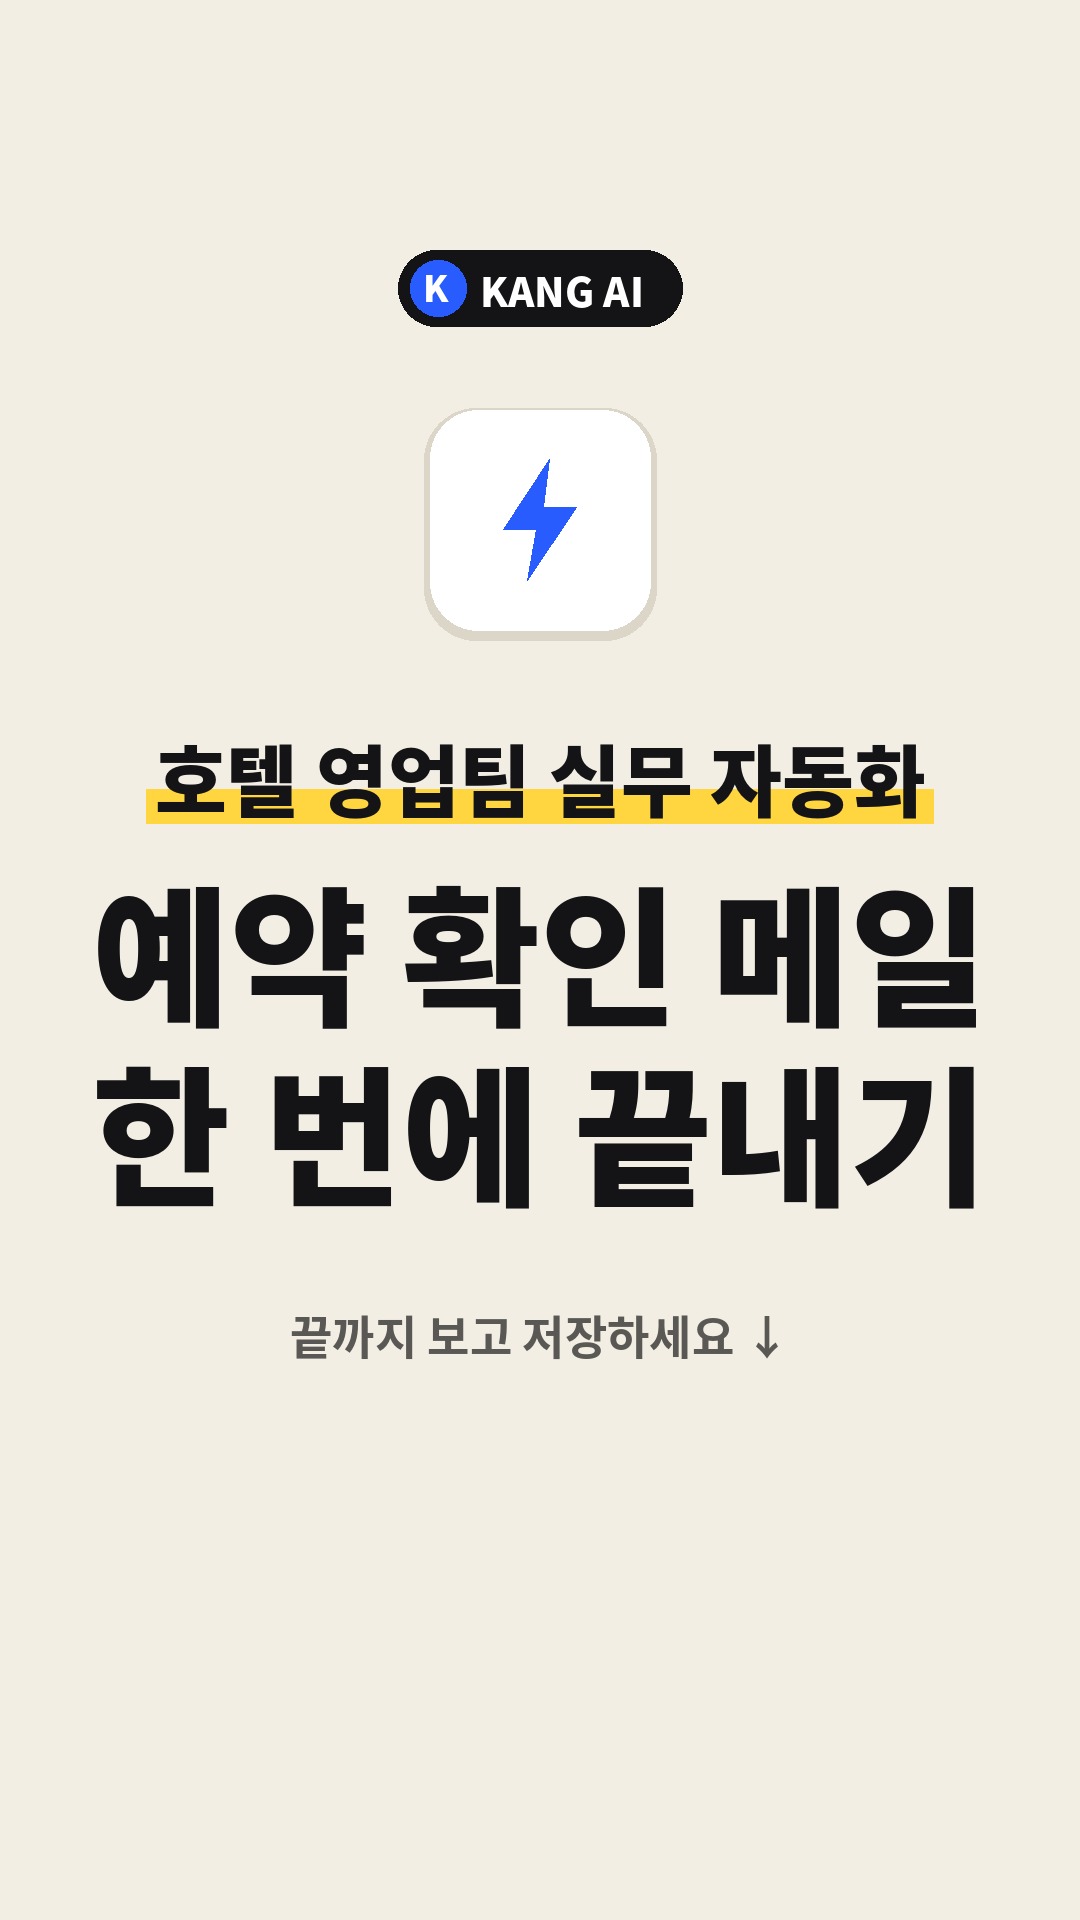 K KANG AI
호텔 영업팀 실무 자동화
예약 확인 메일
한 번에 끝내기
끝까지 보고 저장하세요 ↓